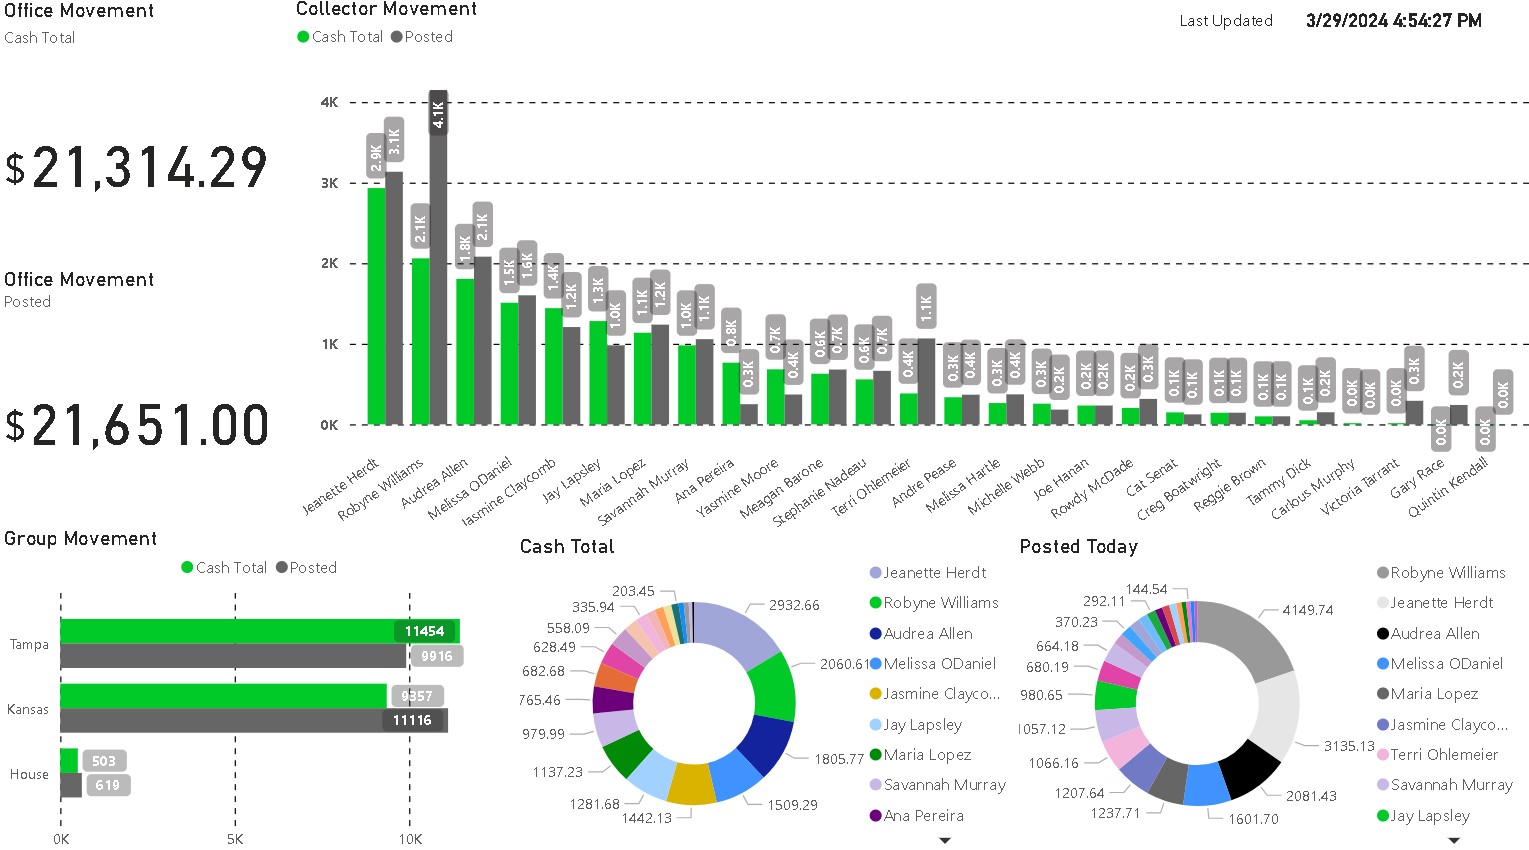 Office Movement
Cash Total
$21,314.29
Office Movement
Posted
$21,651.00
Collector Movement
Cash Total Posted
Last Updated 3/29/2024 4:54:27 PM
4K
3K
2K
1K
0K
2.9K 3.1K 2.1K 4.1K 1.8K 2.1K 1.5K 1.6K 1.4K 1.2K 1.3K 1.0K 1.1K 1.2K 1.0K 1.1K 0.8K 0.3K 0.7K 0.4K 0.6K 0.7K 0.6K 0.7K 0.4K 1.1K 0.3K 0.4K 0.3K 0.4K 0.3K 0.2K 0.2K 0.2K 0.2K 0.3K 0.1K 0.1K 0.1K 0.1K 0.1K 0.1K 0.1K 0.2K 0.0K 0.0K 0.0K 0.3K 0.0K 0.2K 0.0K 0.0K
Jeanette Herdt
Robyne Williams
Audrea Allen
Melissa ODaniel
Jasmine Claycomb
Jay Lapsley
Maria Lopez
Savannah Murray
Ana Pereira
Yasmine Moore
Meagan Barone
Stephanie Nadeau
Terri Ohlemeier
Andre Pease
Melissa Hartle
Michelle Webb
Joe Hanan
Rowdy McDade
Cat Senat
Creg Boatwright
Reggie Brown
Tammy Dick
Carlous Murphy
Victoria Tarrant
Gary Race
Quintin Kendall
Group Movement
Cash Total Posted
Tampa
11454
9916
Kansas
9357
11116
House
503
619
0K 5K 10K
Cash Total
203.45
335.94
558.09
628.49
682.68
765.46
979.99
1137.23
1281.68
1442.13
1509.29
1805.77
2060.61
2932.66
Jeanette Herdt
Robyne Williams
Audrea Allen
Melissa ODaniel
Jasmine Clayco...
Jay Lapsley
Maria Lopez
Savannah Murray
Ana Pereira
Posted Today
144.54
292.11
370.23
664.18
680.19
980.65
1057.12
1066.16
1207.64
1237.71
1601.70
2081.43
3135.13
4149.74
Robyne Williams
Jeanette Herdt
Audrea Allen
Melissa ODaniel
Maria Lopez
Jasmine Clayco...
Terri Ohlemeier
Savannah Murray
Jay Lapsley